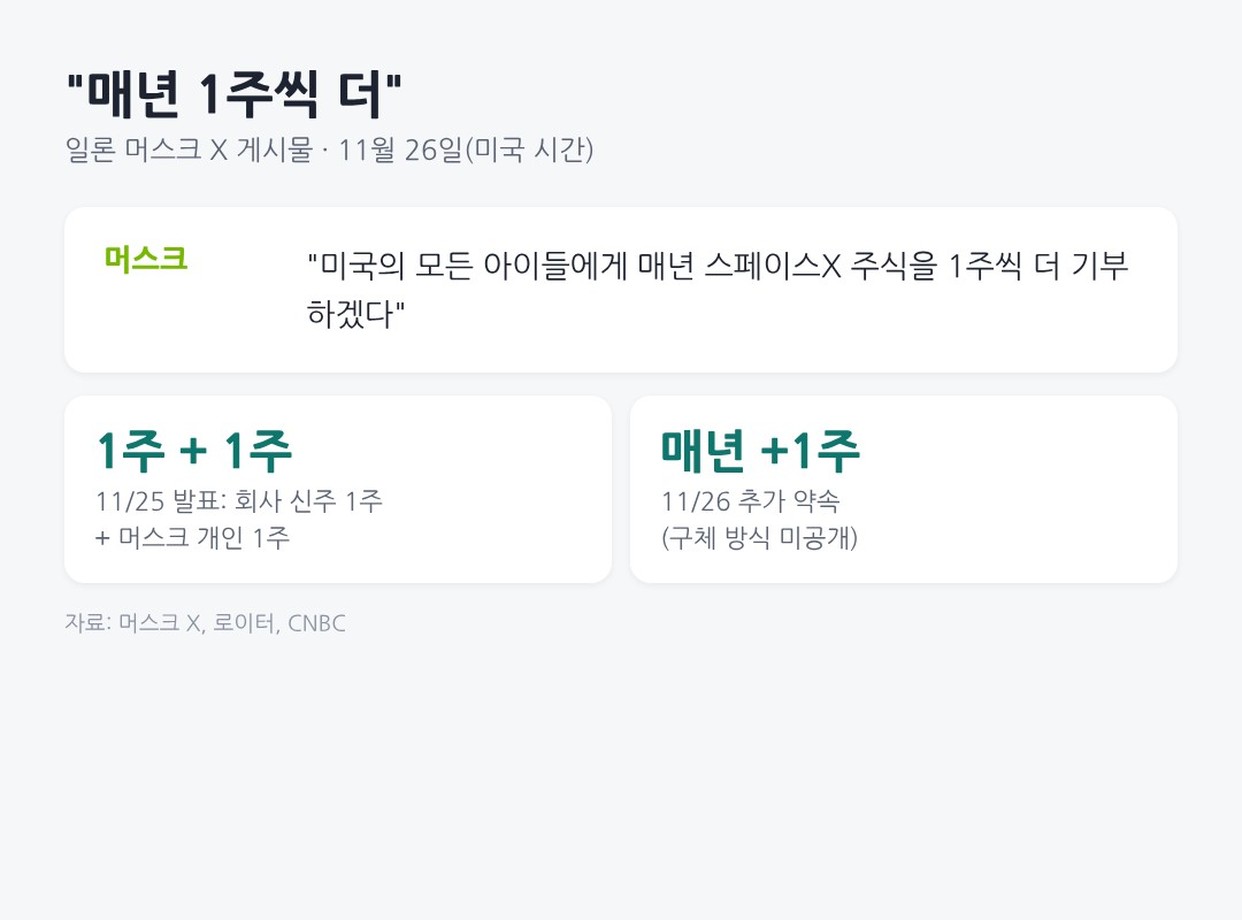 "매년 1주씩 더"
일론 머스크 X 게시물 · 11월 26일(미국 시간)
머스크
"미국의 모든 아이들에게 매년 스페이스X 주식을 1주씩 더 기부
하겠다"
1주 + 1주
11/25 발표: 회사 신주 1주
+ 머스크 개인 1주
매년 +1주
11/26 추가 약속
(구체 방식 미공개)
자료: 머스크 X, 로이터, CNBC